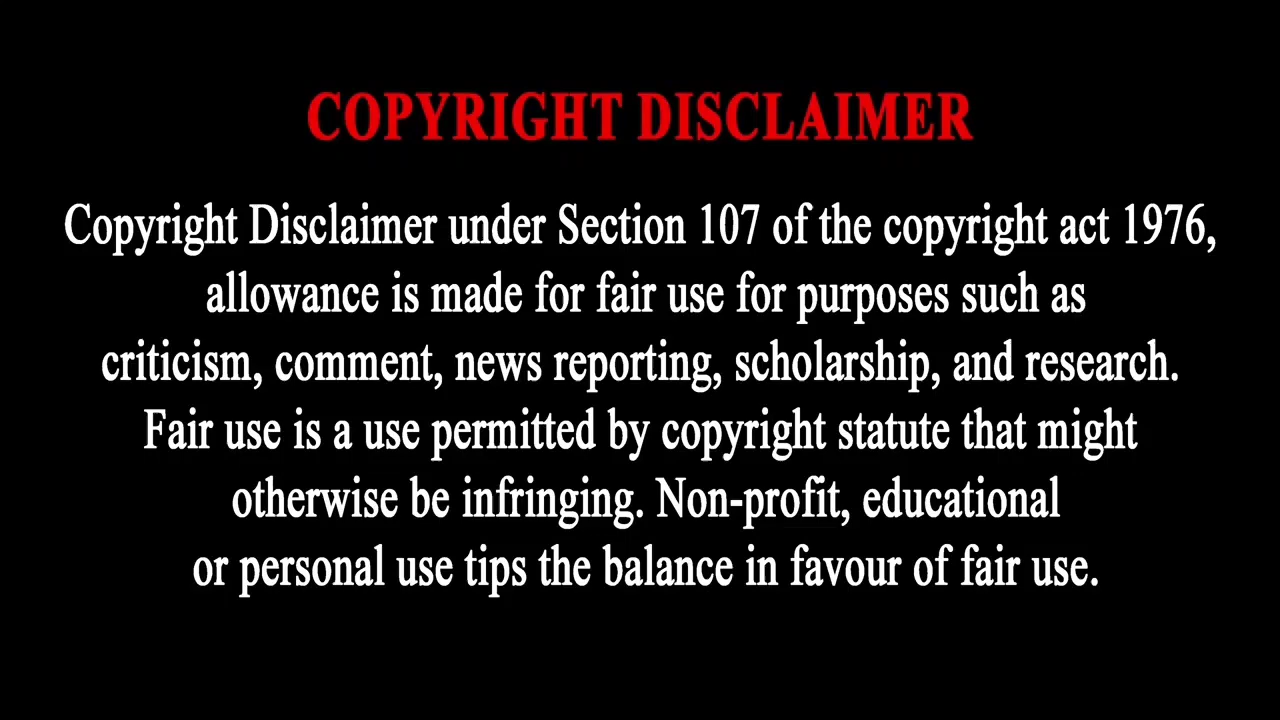 COPYRIGHT DISCLAIMER
Copyright Disclaimer under Section 107 of the copyright act 1976,
allowance is made for fair use for purposes such as
criticism, comment, news reporting, scholarship, and research.
Fair use is a use permitted by copyright statute that might
otherwise be infringing. Non-profit, educational
or personal use tips the balance in favour of fair use.